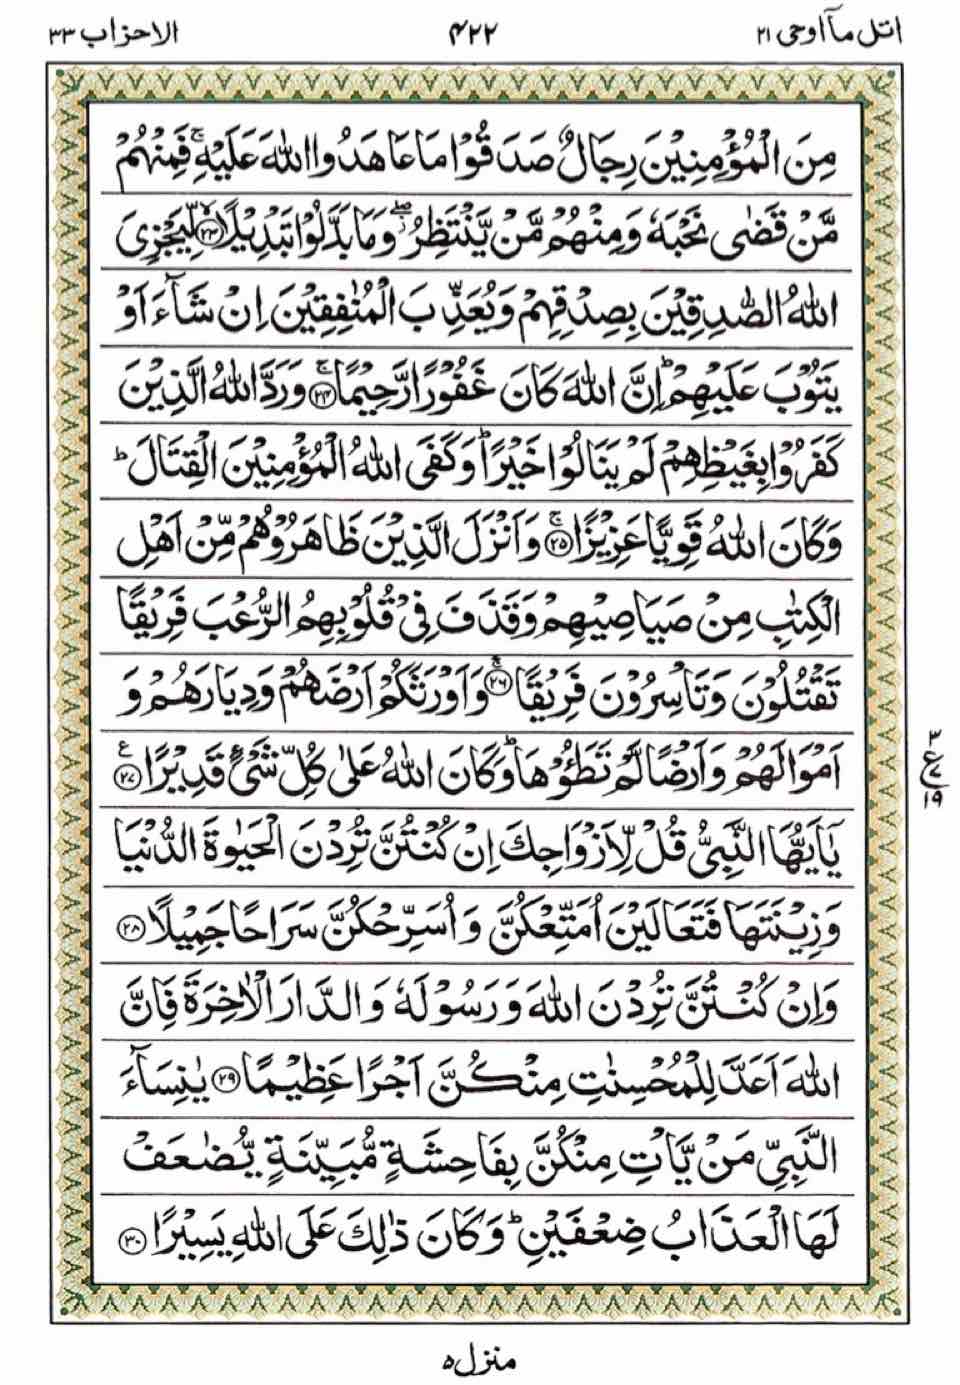 اتل مآ اوحی ۲۱ ۴۲۲ الاحزاب ۳۳
مِنَ الْمُؤْمِنِيْنَ رِجَالٌ صَدَقُوْا مَا عَاهَدُوا اللّٰهَ عَلَيْهِ ۚ فَمِنْهُمْ
مَّنْ قَضٰى نَحْبَهٗ وَمِنْهُمْ مَّنْ يَّنْتَظِرُ ۖ وَمَا بَدَّلُوْا تَبْدِيْلًا ۙ﴿۲۳﴾ لِّيَجْزِىَ
اللّٰهُ الصّٰدِقِيْنَ بِصِدْقِهِمْ وَيُعَذِّبَ الْمُنٰفِقِيْنَ اِنْ شَآءَ اَوْ
يَتُوْبَ عَلَيْهِمْ ؕ اِنَّ اللّٰهَ كَانَ غَفُوْرًا رَّحِيْمًا ۚ﴿۲۴﴾ وَرَدَّ اللّٰهُ الَّذِيْنَ
كَفَرُوْا بِغَيْظِهِمْ لَمْ يَنَالُوْا خَيْرًا ؕ وَكَفَى اللّٰهُ الْمُؤْمِنِيْنَ الْقِتَالَ ؕ
وَكَانَ اللّٰهُ قَوِيًّا عَزِيْزًا ۚ﴿۲۵﴾ وَاَنْزَلَ الَّذِيْنَ ظَاهَرُوْهُمْ مِّنْ اَهْلِ
الْكِتٰبِ مِنْ صَيَاصِيْهِمْ وَقَذَفَ فِىْ قُلُوْبِهِمُ الرُّعْبَ فَرِيْقًا
تَقْتُلُوْنَ وَتَاْسِرُوْنَ فَرِيْقًا ۚ﴿۲۶﴾ وَاَوْرَثَكُمْ اَرْضَهُمْ وَدِيَارَهُمْ وَ
اَمْوَالَهُمْ وَاَرْضًا لَّمْ تَطَـُٔوْهَا ؕ وَكَانَ اللّٰهُ عَلٰى كُلِّ شَىْءٍ قَدِيْرًا ﴿۲۷﴾ ع
۳ ع ۷ ۱۹
يٰۤاَيُّهَا النَّبِىُّ قُلْ لِّاَزْوَاجِكَ اِنْ كُنْتُنَّ تُرِدْنَ الْحَيٰوةَ الدُّنْيَا
وَزِيْنَتَهَا فَتَعَالَيْنَ اُمَتِّعْكُنَّ وَاُسَرِّحْكُنَّ سَرَاحًا جَمِيْلًا ﴿۲۸﴾
وَاِنْ كُنْتُنَّ تُرِدْنَ اللّٰهَ وَرَسُوْلَهٗ وَالدَّارَ الْاٰخِرَةَ فَاِنَّ
اللّٰهَ اَعَدَّ لِلْمُحْسِنٰتِ مِنْكُنَّ اَجْرًا عَظِيْمًا ﴿۲۹﴾ يٰنِسَآءَ
النَّبِىِّ مَنْ يَّاْتِ مِنْكُنَّ بِفَاحِشَةٍ مُّبَيِّنَةٍ يُّضٰعَفْ
لَهَا الْعَذَابُ ضِعْفَيْنِ ؕ وَكَانَ ذٰلِكَ عَلَى اللّٰهِ يَسِيْرًا ﴿۳۰﴾
منزل ۵